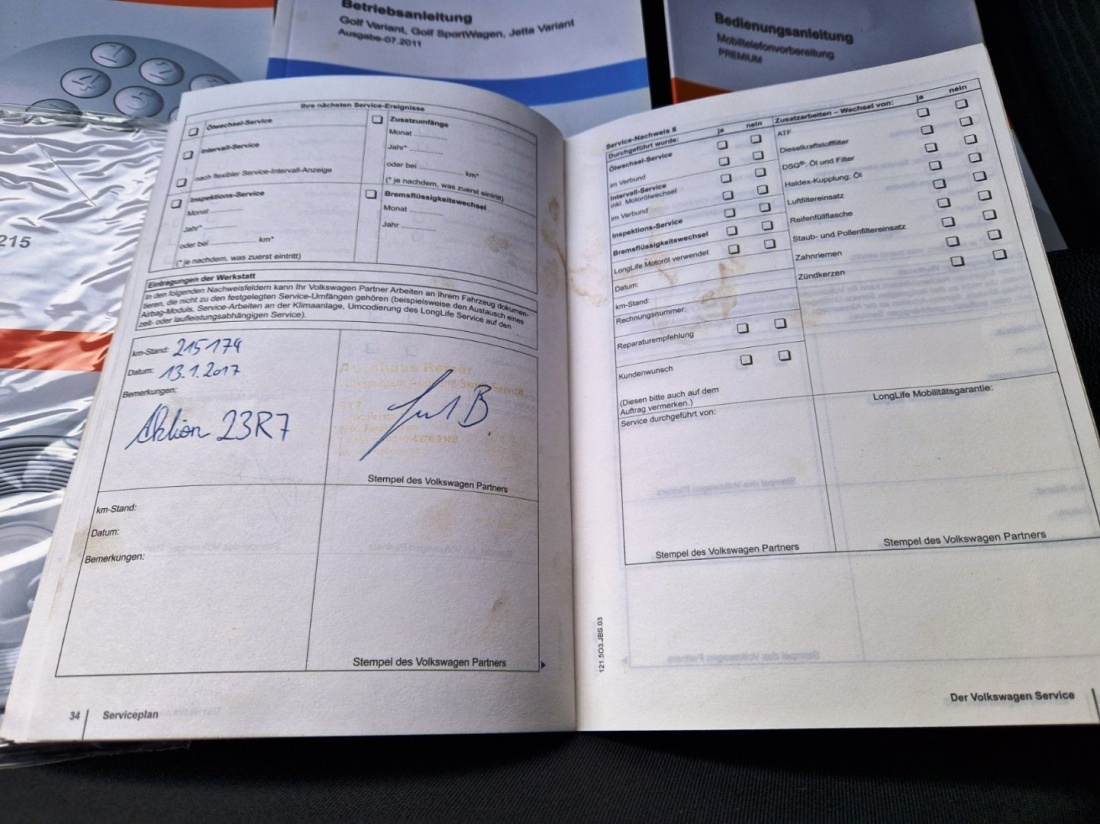 Betriebsanleitung
Golf Variant, Golf SportWagen, Jetta Variant
Ausgabe-07.2011
Bedienungsanleitung
Mobiltelefonvorbereitung
PREMIUM
1
2
4
5
215
Ihre nächsten Service-Ereignisse
Ölwechsel-Service
Intervall-Service
nach flexibler Service-Intervall-Anzeige
Inspektions-Service
Monat
Jahr*
oder bei km*
(* je nachdem, was zuerst eintritt)
Zusatzumfänge
Monat
Jahr*
oder bei km*
(* je nachdem, was zuerst eintritt)
Bremsflüssigkeitswechsel
Monat
Jahr
Eintragungen der Werkstatt
In den folgenden Nachweisfeldern kann Ihr Volkswagen Partner Arbeiten an Ihrem Fahrzeug dokumen-
tieren, die nicht zu den festgelegten Service-Umfängen gehören (beispielsweise den Austausch eines
Airbag-Moduls, Service-Arbeiten an der Klimaanlage, Umcodierung des LongLife Service auf den
zeit- oder laufleistungsabhängigen Service).
km-Stand: 215174
Datum: 13.1.2017
Bemerkungen:
Aktion 23R7
Autohaus
Stempel des Volkswagen Partners
km-Stand:
Datum:
Bemerkungen:
Stempel des Volkswagen Partners
34 Serviceplan
Service-Nachweis 5
Durchgeführt wurde: ja nein
Ölwechsel-Service
im Verbund
Intervall-Service
inkl. Motorölwechsel
im Verbund
Inspektions-Service
Bremsflüssigkeitswechsel
LongLife Motoröl verwendet
Datum:
km-Stand:
Rechnungsnummer:
Reparaturempfehlung
Kundenwunsch
(Diesen bitte auch auf dem
Auftrag vermerken.)
Service durchgeführt von:
Stempel des Volkswagen Partners
Zusatzarbeiten – Wechsel von: ja nein
ATF
Dieselkraftstofffilter
DSG®: Öl und Filter
Haldex-Kupplung: Öl
Luftfiltereinsatz
Reifenfüllflasche
Staub- und Pollenfiltereinsatz
Zahnriemen
Zündkerzen
LongLife Mobilitätsgarantie:
Stempel des Volkswagen Partners
121.5O3.JBS.03
Der Volkswagen Service